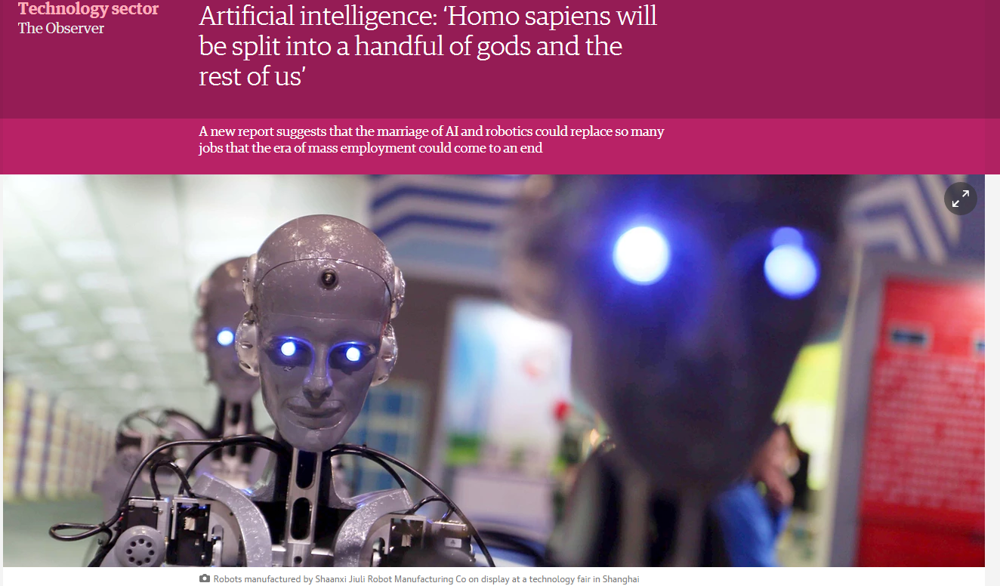 Technology sector
The Observer
Artificial intelligence: ‘Homo sapiens will
be split into a handful of gods and the
rest of us’
A new report suggests that the marriage of AI and robotics could replace so many
jobs that the era of mass employment could come to an end
Robots manufactured by Shaanxi Jiuli Robot Manufacturing Co on display at a technology fair in Shanghai